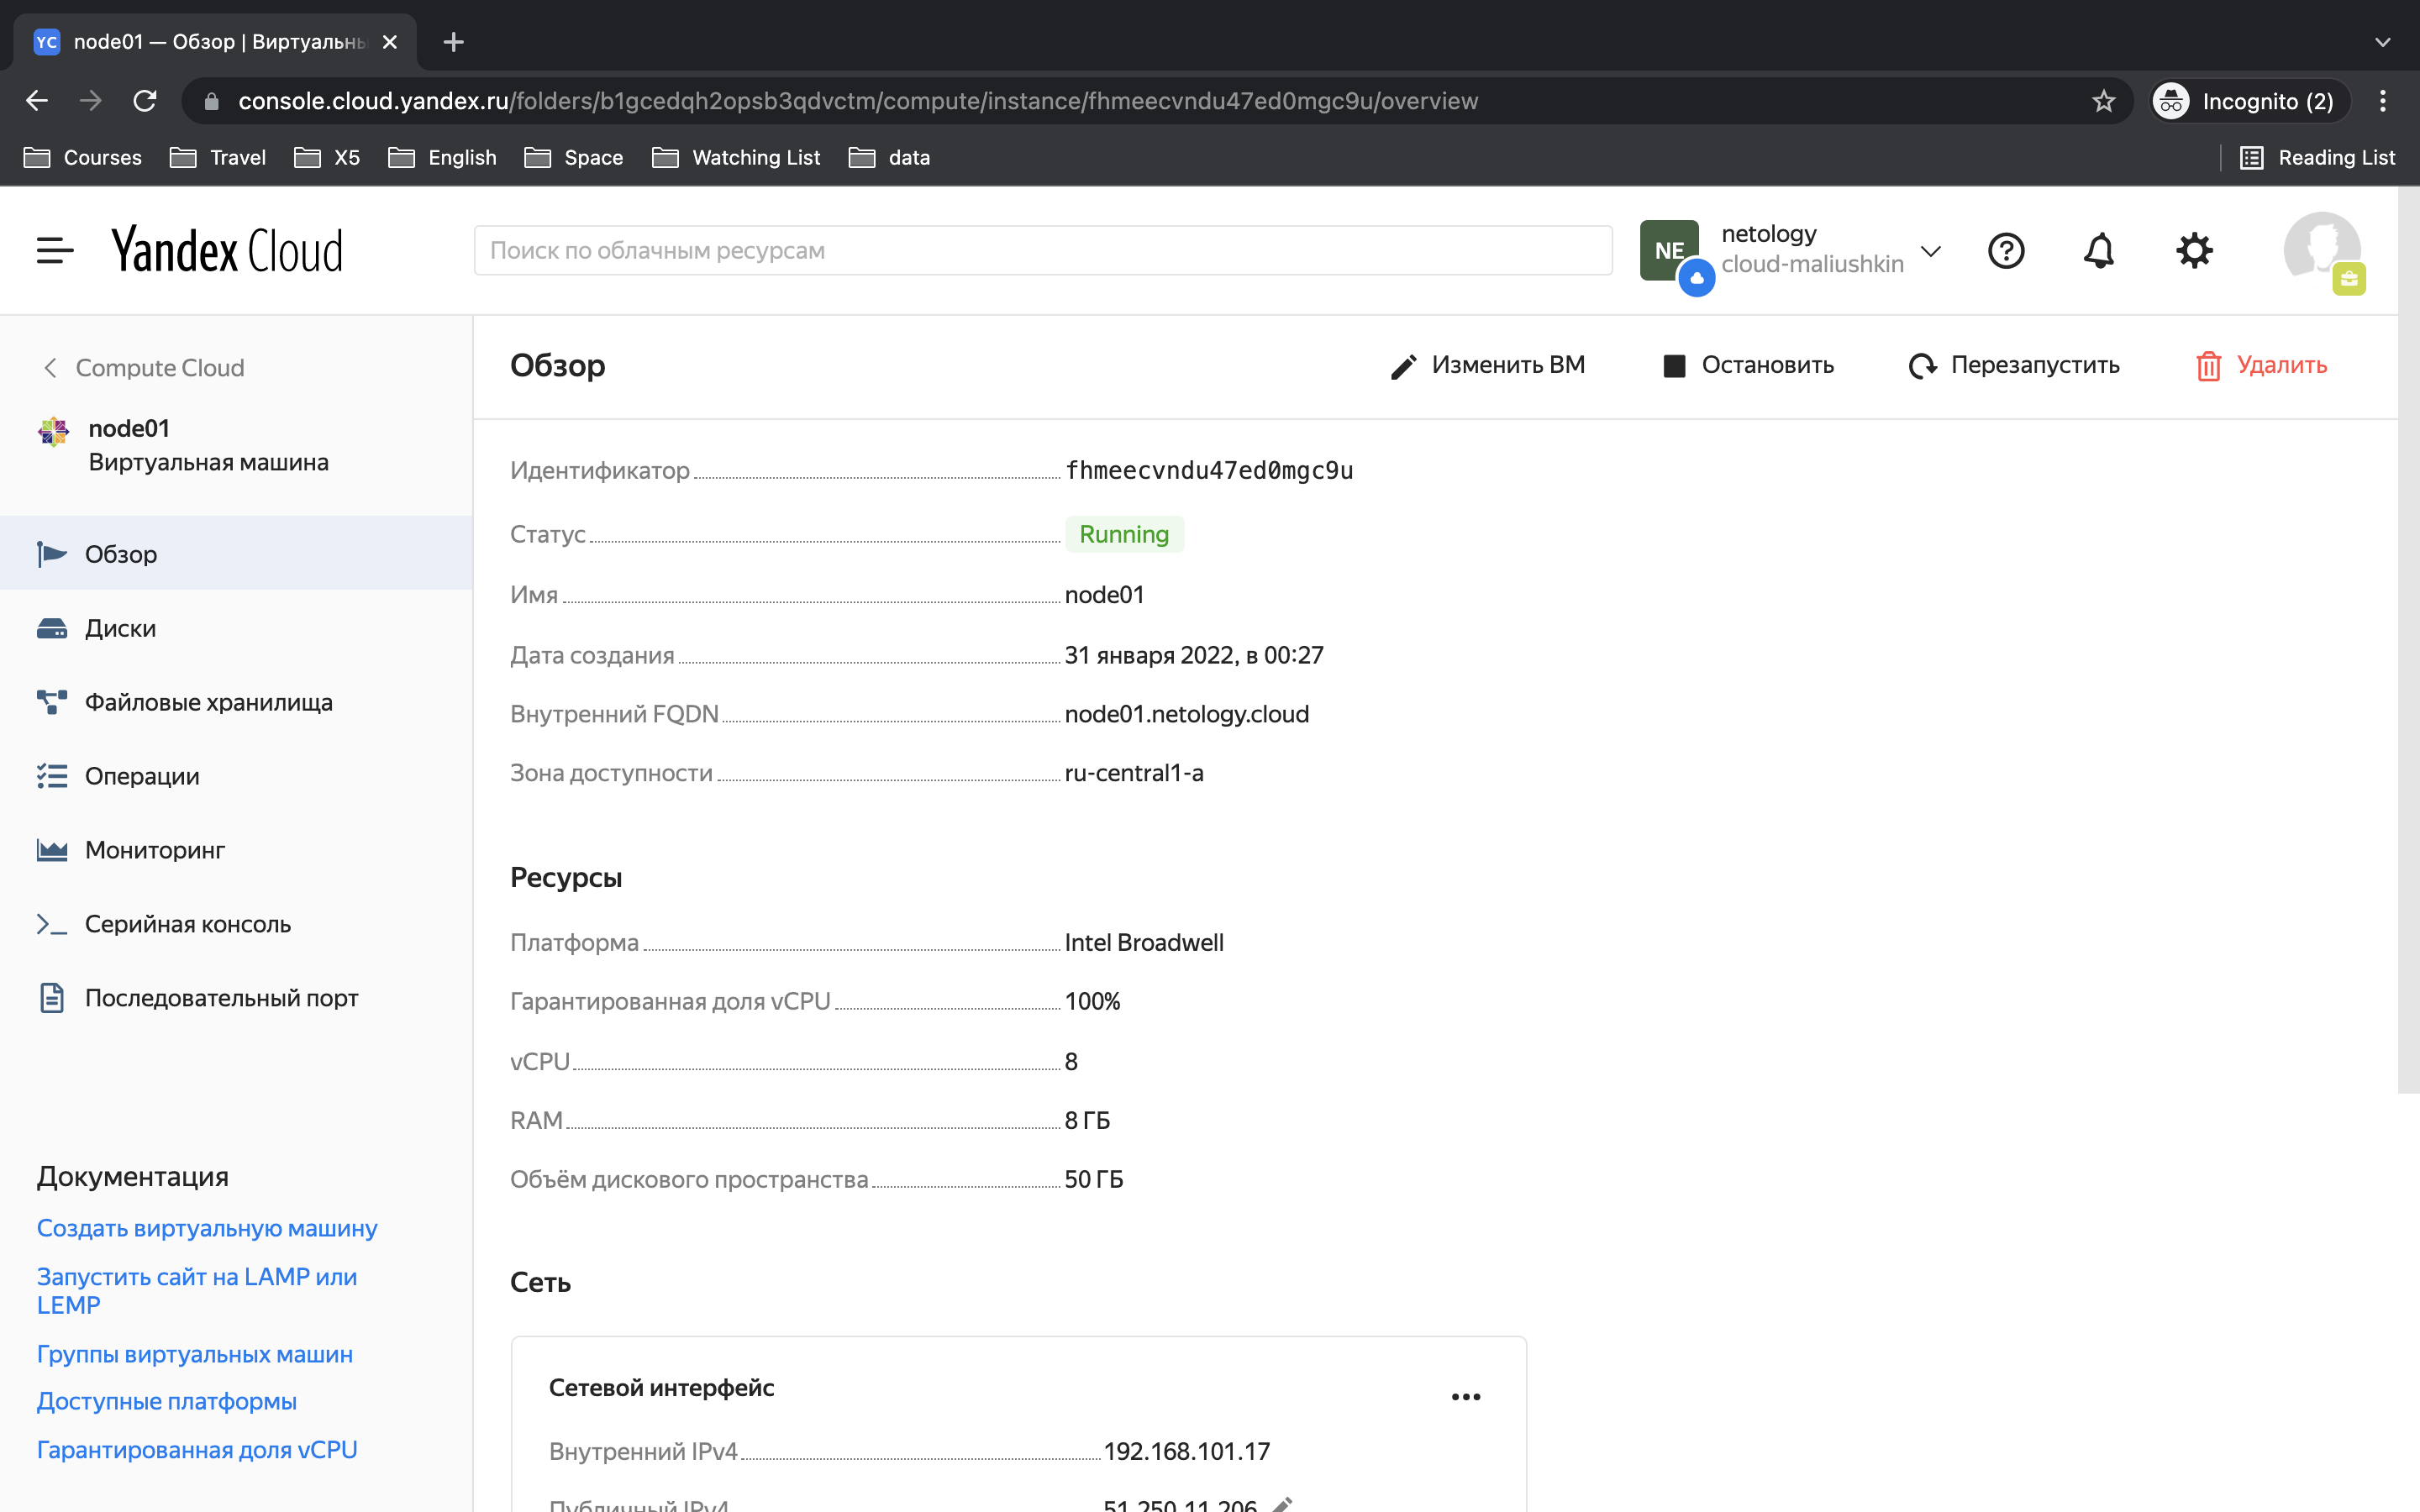 YC node01 — Обзор | Виртуальны
console.cloud.yandex.ru/folders/b1gcedqh2opsb3qdvctm/compute/instance/fhmeecvndu47ed0mgc9u/overview
Incognito (2)
Courses Travel X5 English Space Watching List data Reading List
Yandex Cloud
Поиск по облачным ресурсам
NE
netology
cloud-maliushkin
Compute Cloud
node01
Виртуальная машина
Обзор
Диски
Файловые хранилища
Операции
Мониторинг
Серийная консоль
Последовательный порт
Документация
Создать виртуальную машину
Запустить сайт на LAMP или
LEMP
Группы виртуальных машин
Доступные платформы
Гарантированная доля vCPU
Обзор
Изменить ВМ Остановить Перезапустить Удалить
Идентификатор fhmeecvndu47ed0mgc9u
Статус Running
Имя node01
Дата создания 31 января 2022, в 00:27
Внутренний FQDN node01.netology.cloud
Зона доступности ru-central1-a
Ресурсы
Платформа Intel Broadwell
Гарантированная доля vCPU 100%
vCPU 8
RAM 8 ГБ
Объём дискового пространства 50 ГБ
Сеть
Сетевой интерфейс
Внутренний IPv4 192.168.101.17
Публичный IPv4 51.250.11.206